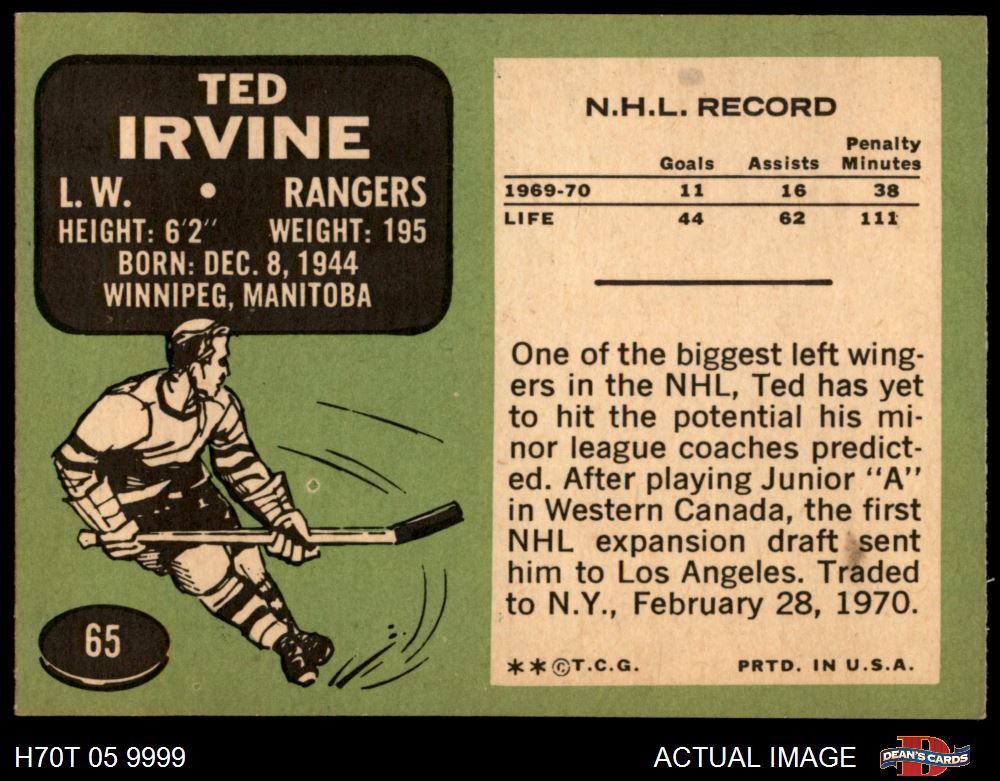 TED
IRVINE
L.W. • RANGERS
HEIGHT: 6'2" WEIGHT: 195
BORN: DEC. 8, 1944
WINNIPEG, MANITOBA
65
N.H.L. RECORD
Goals Assists Penalty Minutes
1969-70 11 16 38
LIFE 44 62 111
One of the biggest left wing-
ers in the NHL, Ted has yet
to hit the potential his mi-
nor league coaches predict-
ed. After playing Junior "A"
in Western Canada, the first
NHL expansion draft sent
him to Los Angeles. Traded
to N.Y., February 28, 1970.
**©T.C.G. PRTD. IN U.S.A.
H70T 05 9999
ACTUAL IMAGE
DEAN'S CARDS